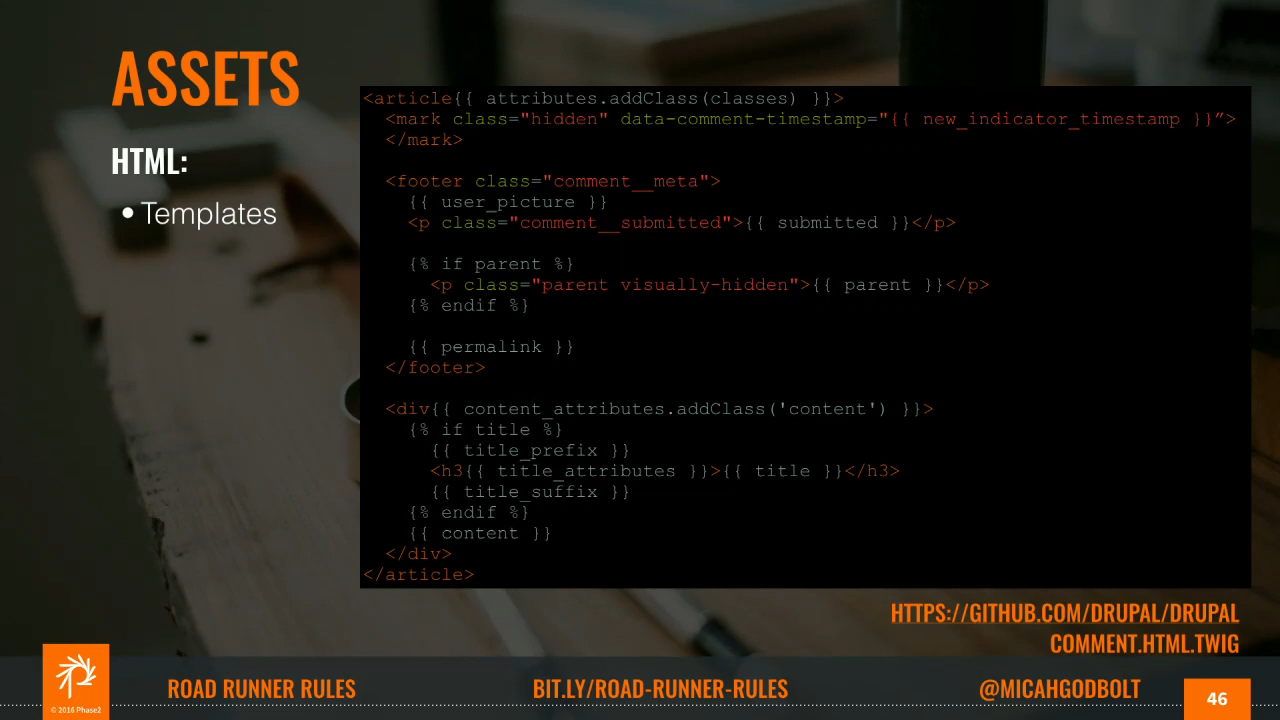 ASSETS
HTML:
• Templates
<article{{ attributes.addClass(classes) }}>
<mark class="hidden" data-comment-timestamp="{{ new_indicator_timestamp }}”>
</mark>
<footer class="comment__meta">
{{ user_picture }}
<p class="comment__submitted">{{ submitted }}</p>
{% if parent %}
<p class="parent visually-hidden">{{ parent }}</p>
{% endif %}
{{ permalink }}
</footer>
<div{{ content_attributes.addClass('content') }}>
{% if title %}
{{ title_prefix }}
<h3{{ title_attributes }}>{{ title }}</h3>
{{ title_suffix }}
{% endif %}
{{ content }}
</div>
</article>
HTTPS://GITHUB.COM/DRUPAL/DRUPAL
COMMENT.HTML.TWIG
© 2016 Phase2
ROAD RUNNER RULES
BIT.LY/ROAD-RUNNER-RULES
@MICAHGODBOLT
46